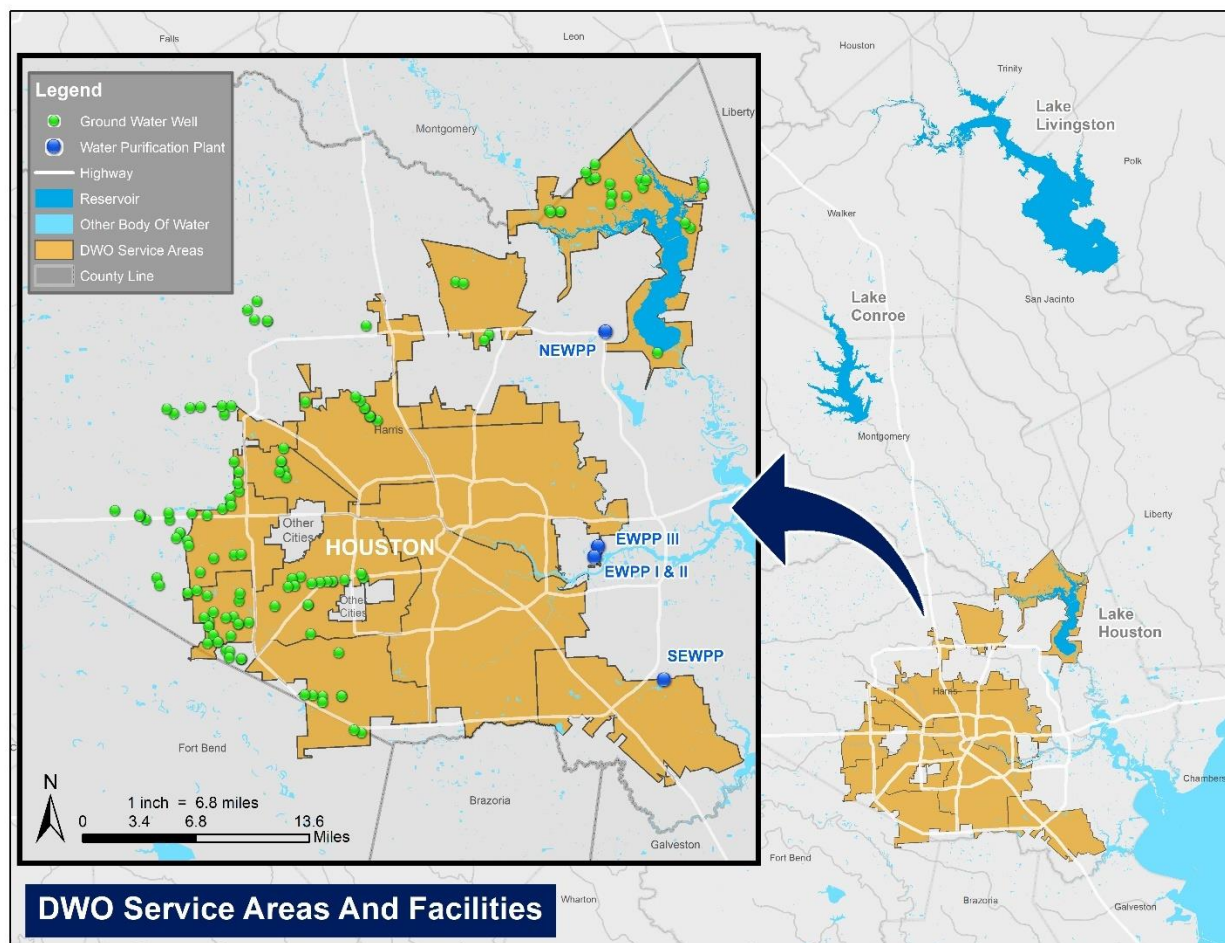 Falls
Leon
Houston
Trinity
Liberty
Montgomery
Legend
Ground Water Well
Water Purification Plant
Highway
Reservoir
Other Body Of Water
DWO Service Areas
County Line
Lake
Livingston
Polk
Walker
San Jacinto
Lake
Conroe
Montgomery
NEWPP
Harris
Other
Cities
HOUSTON
EWPP III
EWPP I & II
Other
Cities
SEWPP
Fort Bend
Brazoria
Galveston
N
1 inch = 6.8 miles
0 3.4 6.8 13.6
Miles
Liberty
Lake
Houston
Harris
Chambers
Fort Bend
Brazoria
Galveston
Wharton
DWO Service Areas And Facilities